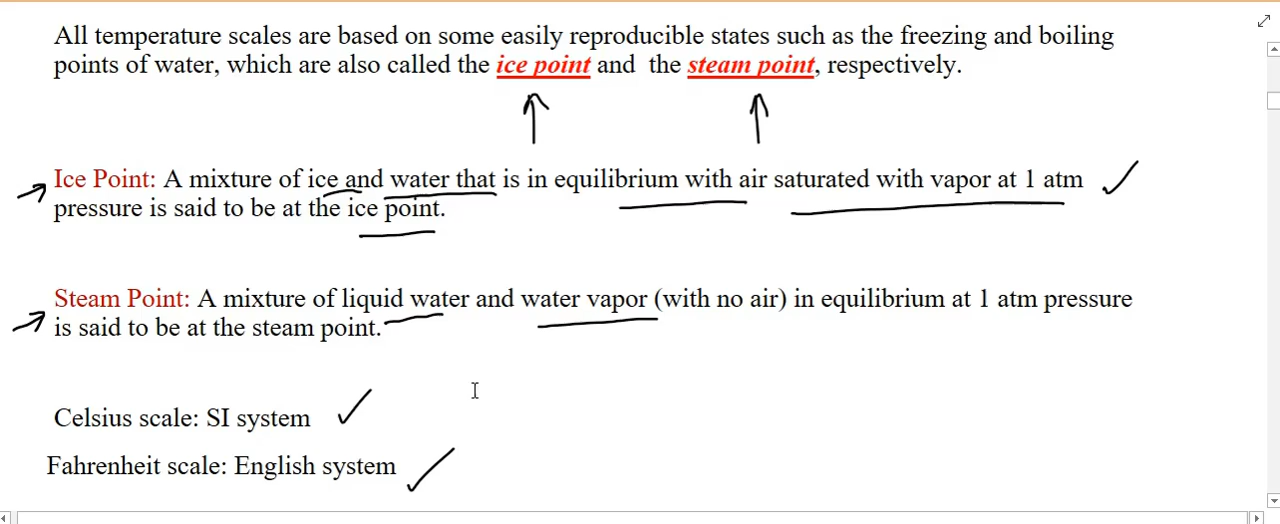 All temperature scales are based on some easily reproducible states such as the freezing and boiling
points of water, which are also called the ice point and the steam point, respectively.
Ice Point: A mixture of ice and water that is in equilibrium with air saturated with vapor at 1 atm
pressure is said to be at the ice point.
Steam Point: A mixture of liquid water and water vapor (with no air) in equilibrium at 1 atm pressure
is said to be at the steam point.
Celsius scale: SI system
Fahrenheit scale: English system